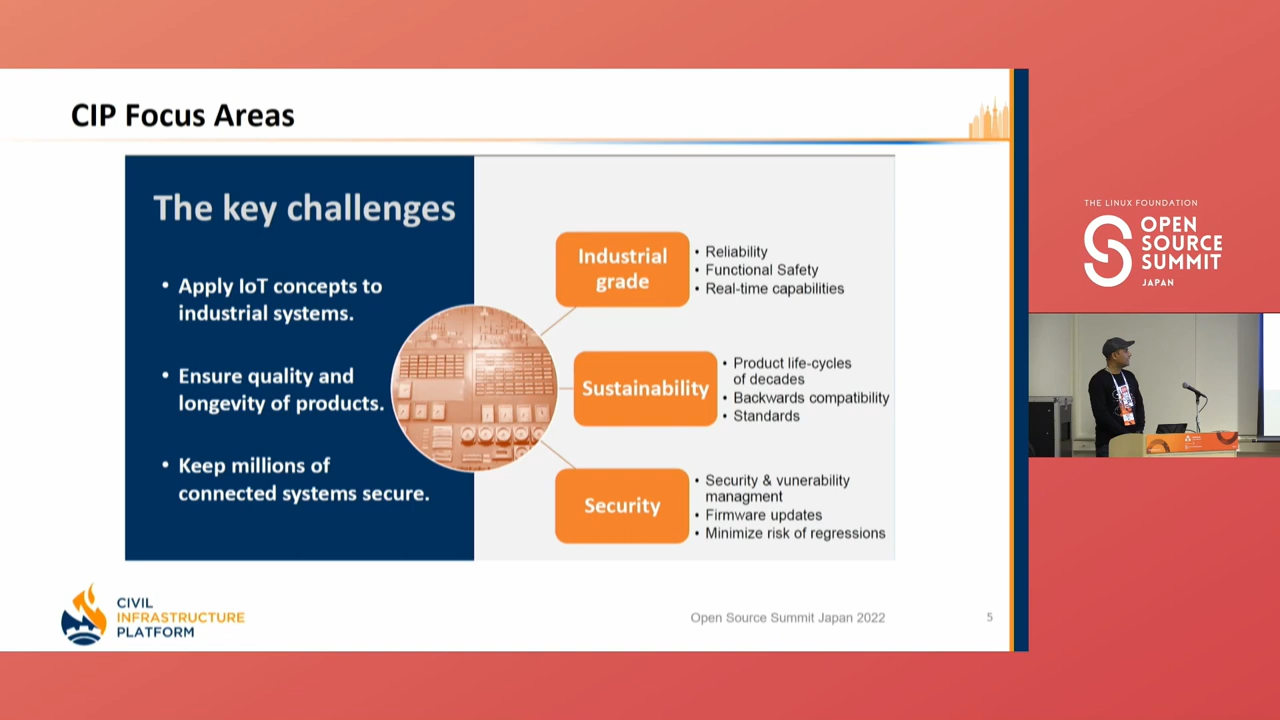 CIP Focus Areas
The key challenges
• Apply IoT concepts to
industrial systems.
• Ensure quality and
longevity of products.
• Keep millions of
connected systems secure.
Industrial
grade
• Reliability
• Functional Safety
• Real-time capabilities
Sustainability
• Product life-cycles
of decades
• Backwards compatibility
• Standards
Security
• Security & vunerability
managment
• Firmware updates
• Minimize risk of regressions
CIVIL
INFRASTRUCTURE
PLATFORM
Open Source Summit Japan 2022
5
THE LINUX FOUNDATION
OPEN
SOURCE
SUMMIT
JAPAN